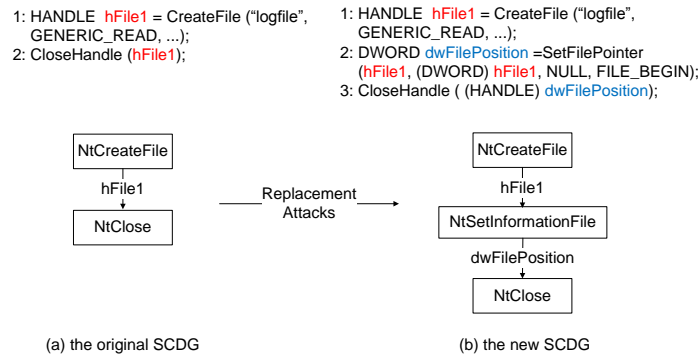 1: HANDLE hFile1 = CreateFile (“logfile”,
GENERIC_READ, ...);
2: CloseHandle (hFile1);
1: HANDLE hFile1 = CreateFile (“logfile”,
GENERIC_READ, ...);
2: DWORD dwFilePosition =SetFilePointer
(hFile1, (DWORD) hFile1, NULL, FILE_BEGIN);
3: CloseHandle ( (HANDLE) dwFilePosition);
NtCreateFile
hFile1
NtClose
Replacement
Attacks
NtCreateFile
hFile1
NtSetInformationFile
dwFilePosition
NtClose
(a) the original SCDG
(b) the new SCDG